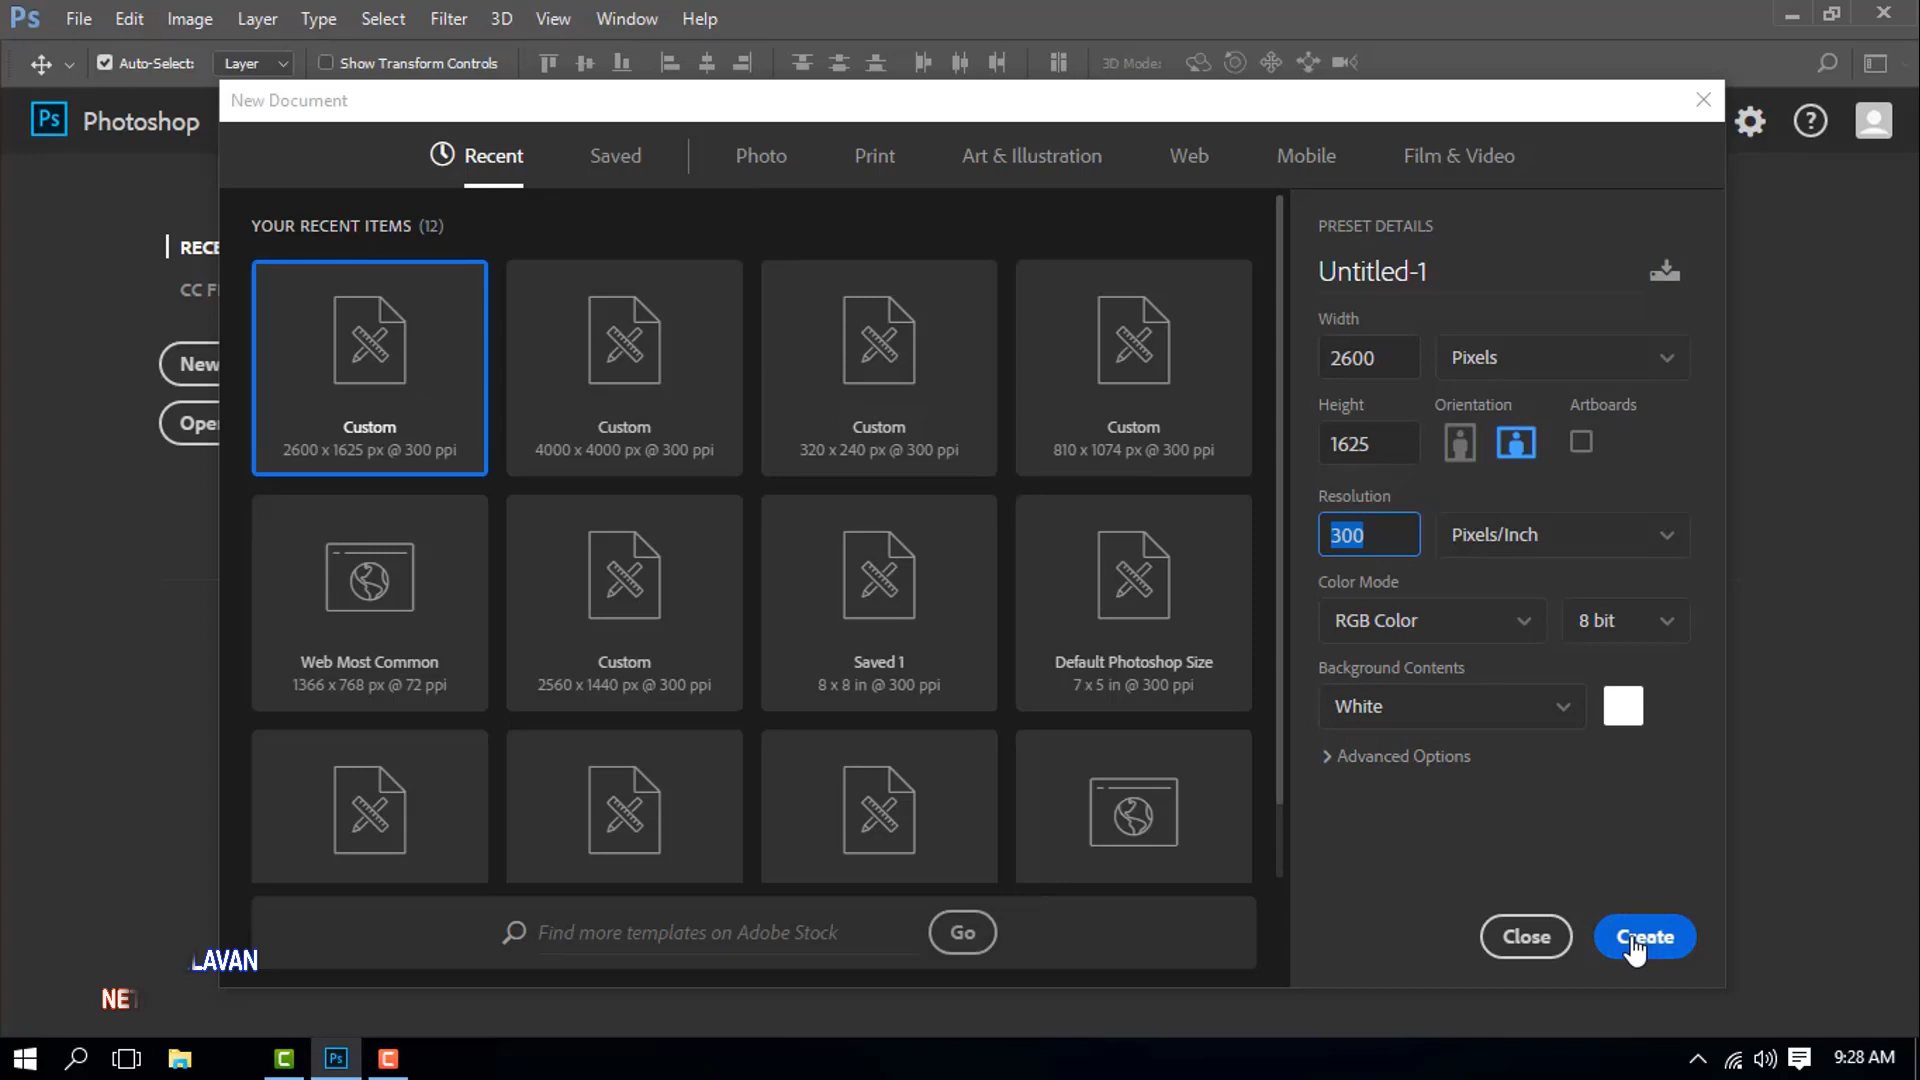 Ps File Edit Image Layer Type Select Filter 3D View Window Help
Auto-Select: Layer Show Transform Controls 3D Mode:
New Document
Ps Photoshop
Recent Saved Photo Print Art & Illustration Web Mobile Film & Video
YOUR RECENT ITEMS (12)
PRESET DETAILS
RECE
Untitled-1
CC F
Width
2600 Pixels
New
Height Orientation Artboards
Ope
Custom Custom Custom Custom
1625
2600 x 1625 px @ 300 ppi 4000 x 4000 px @ 300 ppi 320 x 240 px @ 300 ppi 810 x 1074 px @ 300 ppi
Resolution
300 Pixels/Inch
Color Mode
RGB Color 8 bit
Web Most Common Custom Saved 1 Default Photoshop Size
Background Contents
1366 x 768 px @ 72 ppi 2560 x 1440 px @ 300 ppi 8 x 8 in @ 300 ppi 7 x 5 in @ 300 ppi
White
Advanced Options
Find more templates on Adobe Stock Go
Close Create
LAVAN
NE
C Ps C 9:28 AM